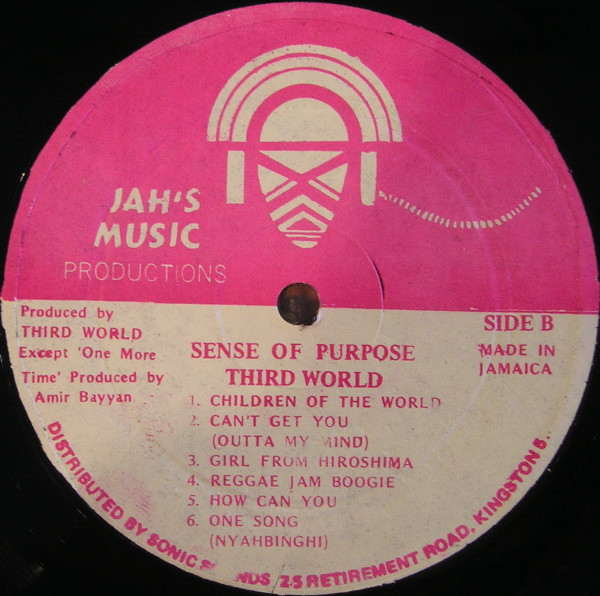 JAH'S
MUSIC
PRODUCTIONS
Produced by
THIRD WORLD
Except 'One More
Time' Produced by
Amir Bayyan
SIDE B
MADE IN
JAMAICA
SENSE OF PURPOSE
THIRD WORLD
1. CHILDREN OF THE WORLD
2. CAN'T GET YOU
(OUTTA MY MIND)
3. GIRL FROM HIROSHIMA
4. REGGAE JAM BOOGIE
5. HOW CAN YOU
6. ONE SONG
(NYAHBINGHI)
DISTRIBUTED BY SONIC 25 RETIREMENT ROAD, KINGSTON 5.